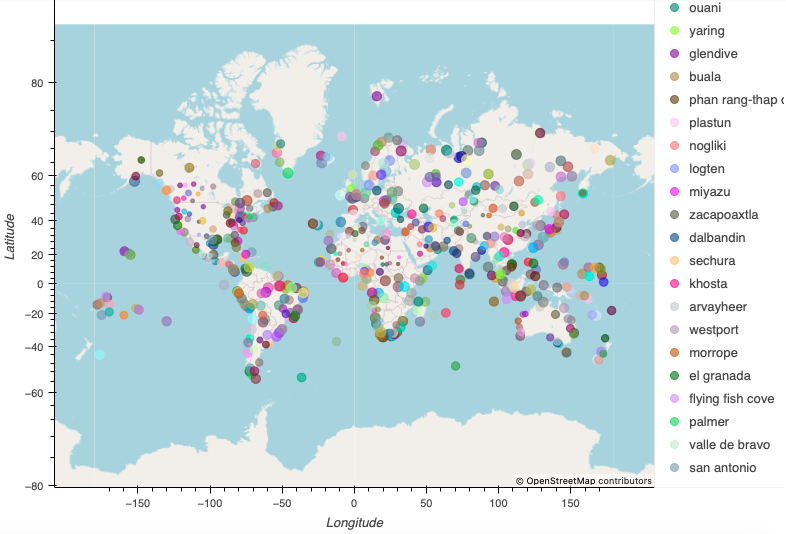 ouani
yaring
glendive
buala
phan rang-thap c
plastun
nogliki
logten
miyazu
zacapoaxtla
dalbandin
sechura
khosta
arvayheer
westport
morrope
el granada
flying fish cove
palmer
valle de bravo
san antonio
Latitude
80
60
40
20
0
−20
−40
−60
−80
© OpenStreetMap contributors
−150
−100
−50
0
50
100
150
Longitude